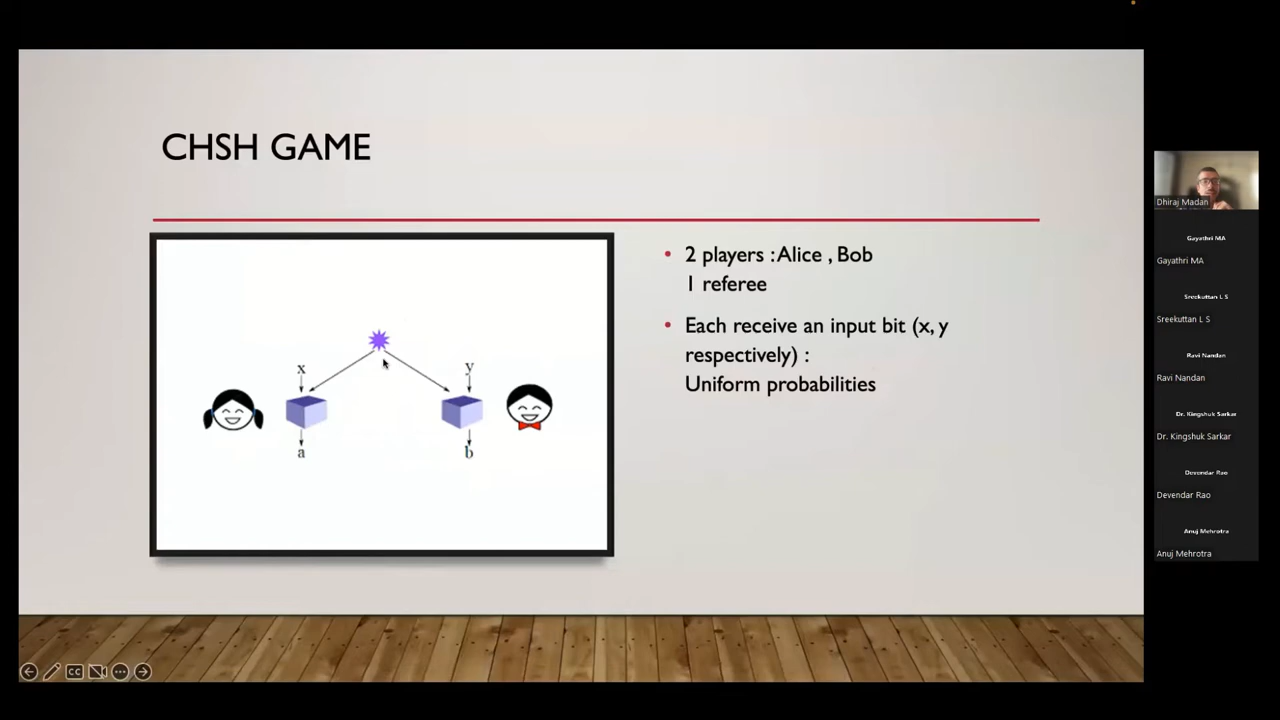 CHSH GAME
2 players : Alice , Bob
1 referee
Each receive an input bit (x, y
respectively) :
Uniform probabilities
x
y
a
b
CC
Dhiraj Madan
Gayathri MA
Gayathri MA
Sreekuttan L S
Sreekuttan L S
Ravi Nandan
Ravi Nandan
Dr. Kingshuk Sarkar
Dr. Kingshuk Sarkar
Devendar Rao
Devendar Rao
Anuj Mehrotra
Anuj Mehrotra